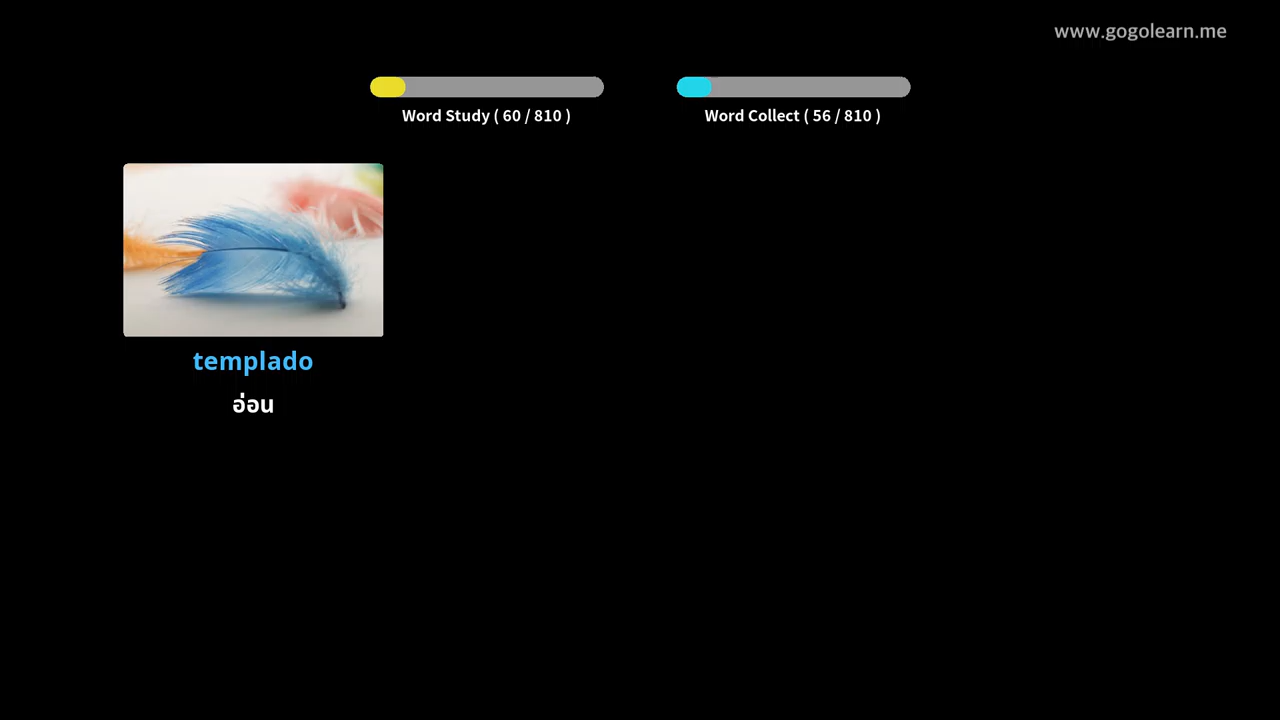 www.gogolearn.me
Word Study ( 60 / 810 )
Word Collect ( 56 / 810 )
templado
อ่อน